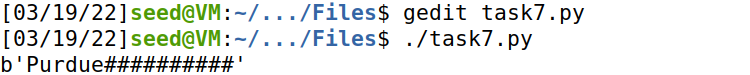 [03/19/22]seed@VM:~/.../Files$ gedit task7.py
[03/19/22]seed@VM:~/.../Files$ ./task7.py
b'Purdue##########'